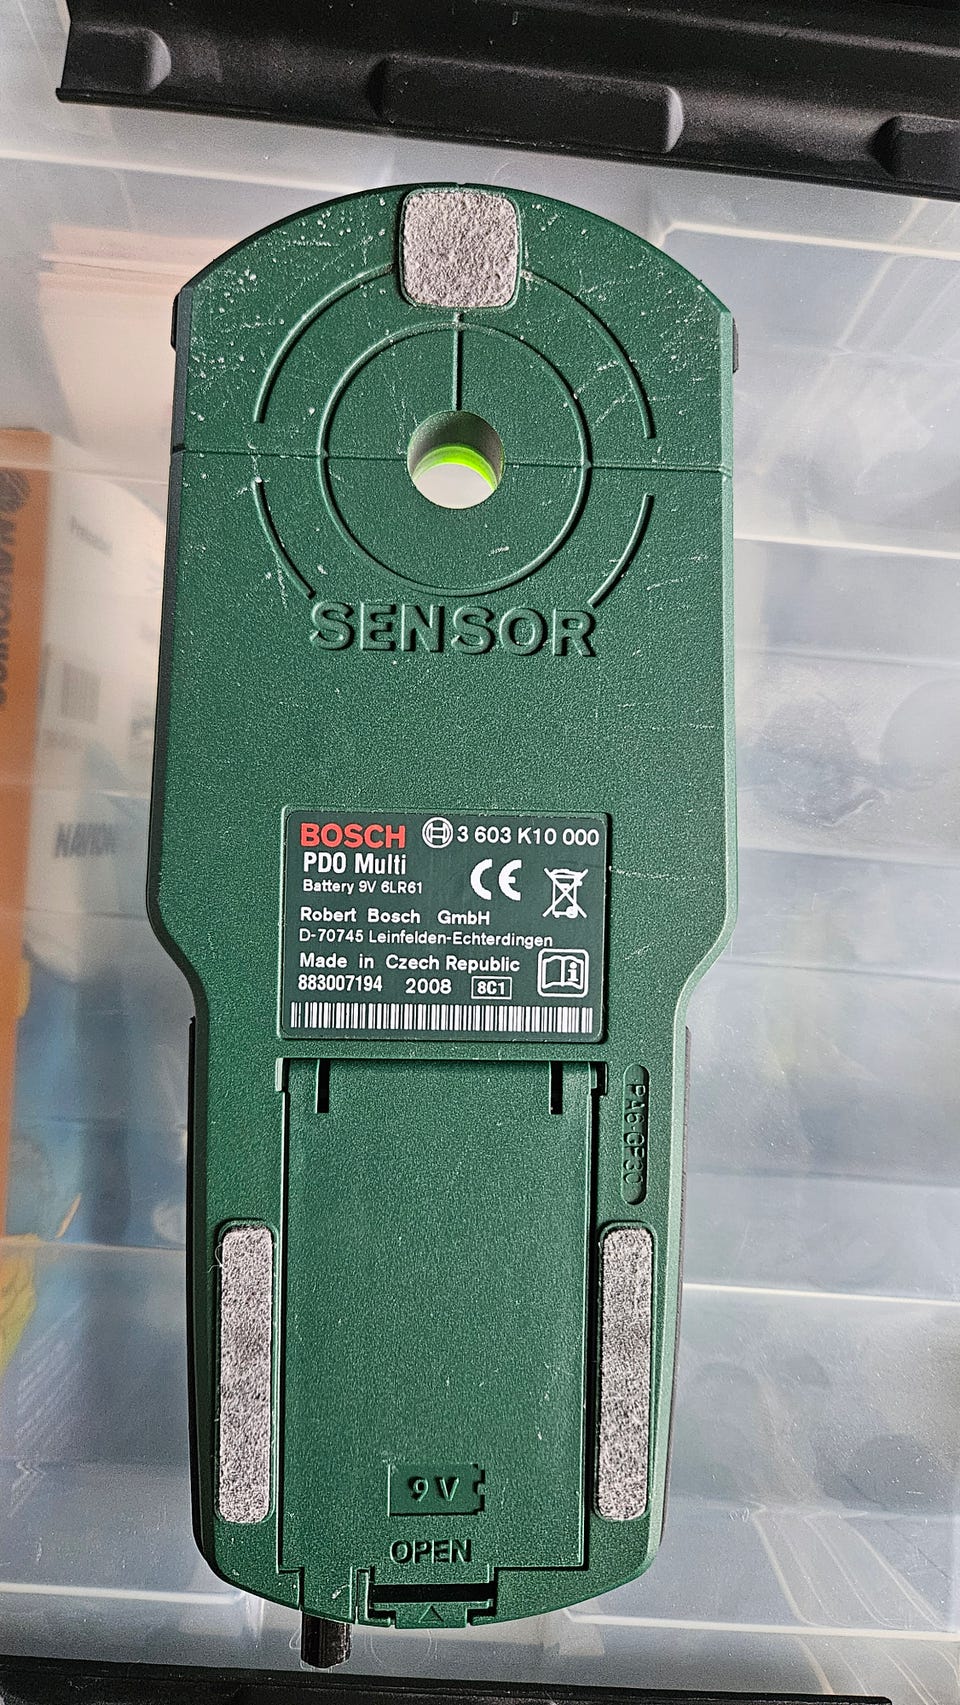 SENSOR
BOSCH 3 603 K10 000
PDO Multi
Battery 9V 6LR61
CE
Robert Bosch GmbH
D-70745 Leinfelden-Echterdingen
Made in Czech Republic
883007194 2008 8C1
PA6-GF30
9 V
OPEN